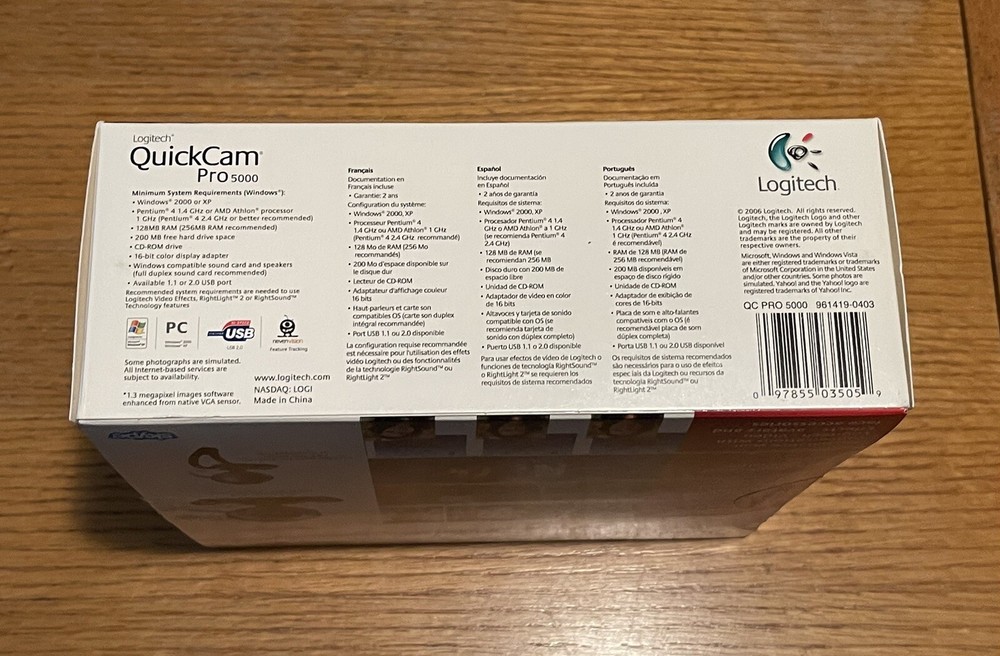 Logitech®
QuickCam®
Pro 5000
Minimum System Requirements (Windows®):
• Windows® 2000 or XP
• Pentium® 4 1.4 GHz or AMD Athlon® processor
1 GHz (Pentium® 4 2.4 GHz or better recommended)
• 128MB RAM (256MB RAM recommended)
• 200 MB free hard drive space
• CD-ROM drive
• 16-bit color display adapter
• Windows compatible sound card and speakers
(full duplex sound card recommended)
• Available 1.1 or 2.0 USB port
Recommended system requirements are needed to use
Logitech Video Effects, RightLight™ 2 or RightSound™
Technology features
PC
USB
USB 2.0
nevenvision
Feature Tracking
Some photographs are simulated.
All Internet-based services are
subject to availability.
*1.3 megapixel images software
enhanced from native VGA sensor.
www.logitech.com
NASDAQ: LOGI
Made in China
Français
Documentation en
Français incluse
• Garantie: 2 ans
Configuration du système:
• Windows® 2000, XP
• Processeur Pentium® 4
1.4 GHz ou AMD Athlon® 1 GHz
(Pentium® 4 2.4 GHz recommandé)
• 128 Mo de RAM (256 Mo
recommandés)
• 200 Mo d'espace disponible sur
le disque dur
• Lecteur de CD-ROM
• Adaptateur d'affichage couleur
16 bits
• Haut-parleurs et carte son
compatibles OS (carte son duplex
intégral recommandée)
• Port USB 1.1 ou 2.0 disponible
La configuration requise recommandée
est nécessaire pour l'utilisation des effets
vidéo Logitech ou des fonctionnalités
de la technologie RightSound™ ou
RightLight 2™
Español
Incluye documentación
en Español
• 2 años de garantía
Requisitos de sistema:
• Windows® 2000, XP
• Procesador Pentium® 4 1.4
GHz o AMD Athlon® a 1 GHz
(se recomienda Pentium® 4
2,4 GHz)
• 128 MB de RAM (se
recomiendan 256 MB
• Disco duro con 200 MB de
espacio libre
• Unidad de CD-ROM
• Adaptador de vídeo en color
de 16 bits
• Altavoces y tarjeta de sonido
compatible con OS (se
recomienda tarjeta de
sonido con dúplex completo)
• Puerto USB 1.1 o 2.0 disponible
Para usar efectos de vídeo de Logitech o
funciones de tecnología RightSound™
o RightLight 2™ se requieren los
requisitos de sistema recomendados
Português
Documentação em
Português incluída
• 2 anos de garantia
Requisitos do sistema:
• Windows® 2000 , XP
• Processador Pentium® 4
1.4 GHz ou AMD Athlon®
1 GHz (Pentium® 4 2.4 GHz
é recomendável)
• RAM de 128 MB (RAM de
256 MB recomendável)
• 200 MB disponíveis em
espaço de disco rígido
• Unidade de CD-ROM
• Adaptador de exibição de
cores de 16-bits
• Placa de som e alto-falantes
compatíveis com o OS (é
recomendável placa de som
dúplex completa)
• Porta USB 1.1 ou 2.0 USB disponível
Os requisitos de sistema recomendados
são necessários para o uso de efeitos
especiais da Logitech ou recursos da
tecnologia RightSound™ ou
RightLight 2™
Logitech
© 2006 Logitech. All rights reserved.
Logitech, the Logitech Logo and other
Logitech marks are owned by Logitech
and may be registered. All other
trademarks are the property of their
respective owners.
Microsoft, Windows and Windows Vista
are either registered trademarks or trademarks
of Microsoft Corporation in the United States
and/or other countries. Some photos are
simulated. Yahoo! and the Yahoo! logo are
registered trademarks of Yahoo! Inc.
QC PRO 5000 961419-0403
0 97855 03505 9